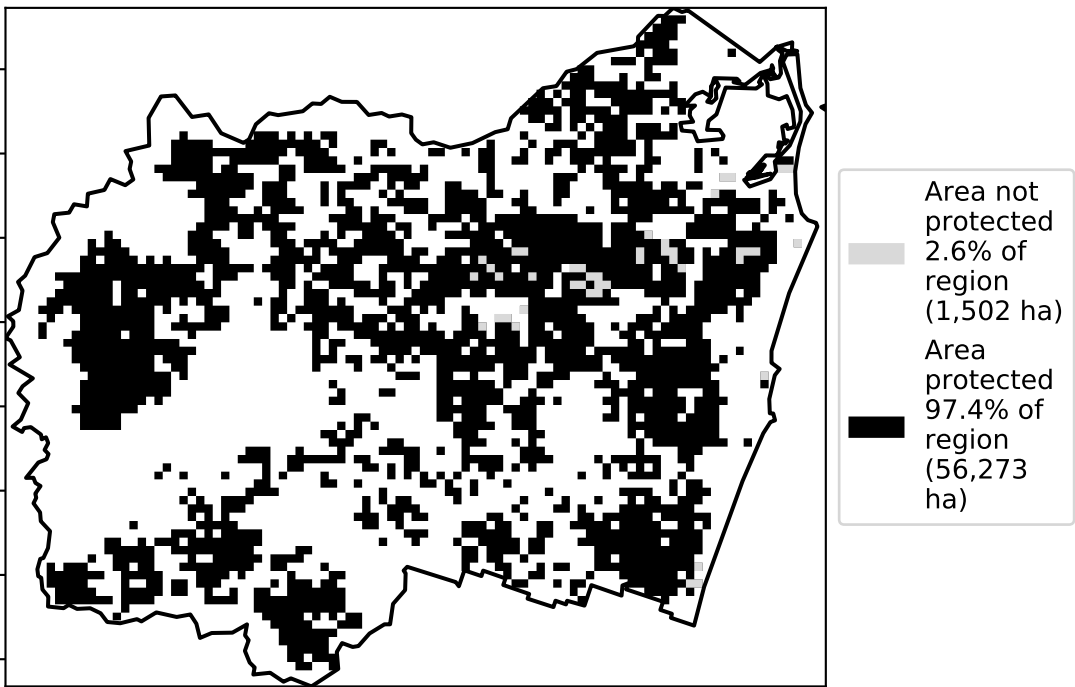 Area not
protected
2.6% of
region
(1,502 ha)
Area
protected
97.4% of
region
(56,273
ha)